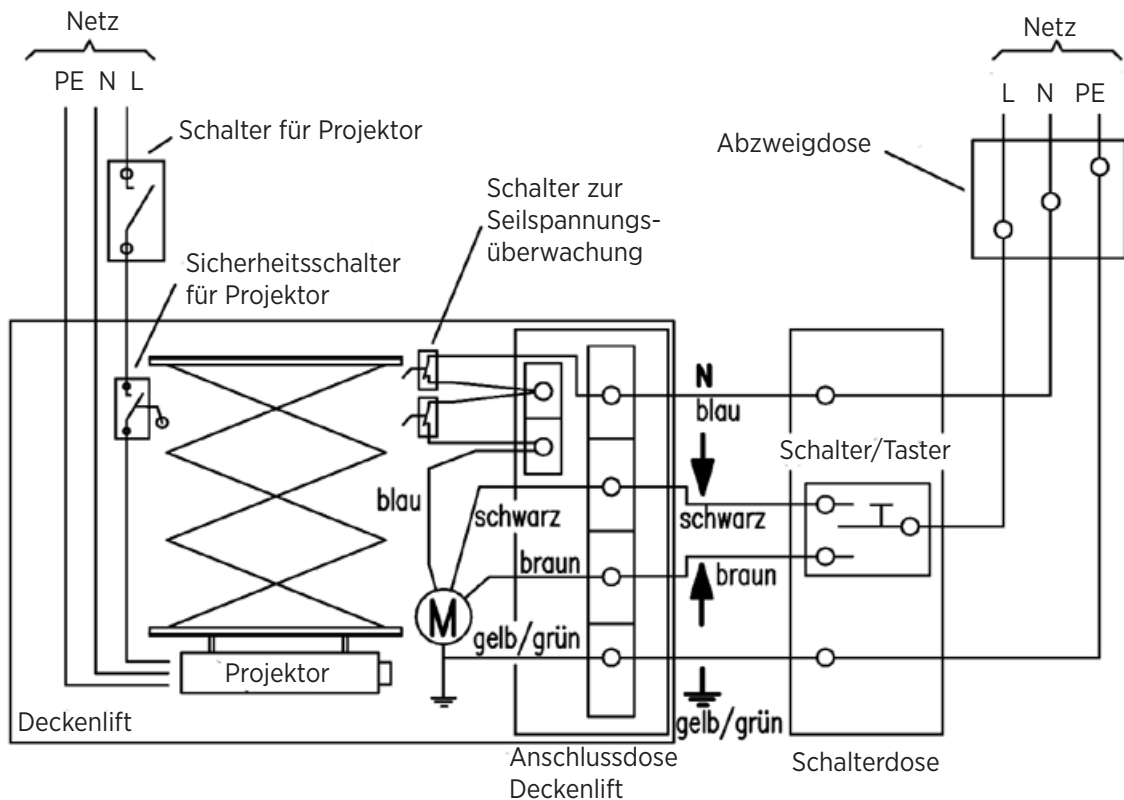 Netz
PE N L
Schalter für Projektor
Sicherheitsschalter
für Projektor
Schalter zur
Seilspannungs-
überwachung
Netz
L N PE
Abzweigdose
N
blau
Schalter/Taster
blau
schwarz
schwarz
braun
braun
M
gelb/grün
gelb/grün
Projektor
Deckenlift
Anschlussdose
Deckenlift
Schalterdose